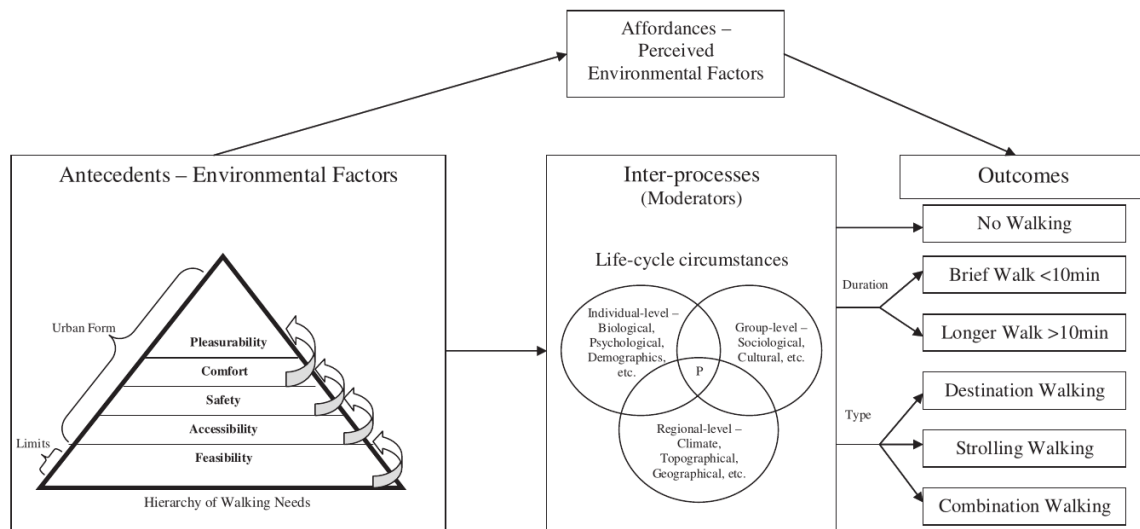 Affordances –
Perceived
Environmental Factors
Antecedents – Environmental Factors
Urban Form
Limits
Pleasurability
Comfort
Safety
Accessibility
Feasibility
Hierarchy of Walking Needs
Inter-processes
(Moderators)
Life-cycle circumstances
Individual-level –
Biological,
Psychological,
Demographics,
etc.
Group-level –
Sociological,
Cultural, etc.
P
Regional-level –
Climate,
Topographical,
Geographical, etc.
Outcomes
No Walking
Duration
Brief Walk <10min
Longer Walk >10min
Type
Destination Walking
Strolling Walking
Combination Walking